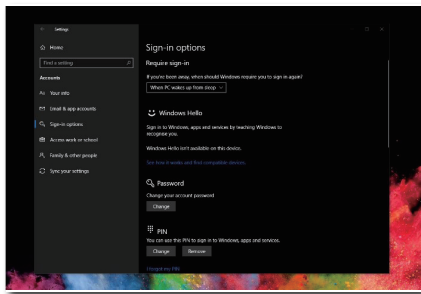 Settings
Home
Find a setting
Accounts
Your info
Email & app accounts
Sign-in options
Access work or school
Family & other people
Sync your settings
Sign-in options
Require sign-in
If you've been away, when should Windows require you to sign in again?
When PC wakes up from sleep
Windows Hello
Sign in to Windows, apps and services by teaching Windows to
recognise you.
Windows Hello isn't available on this device.
See how it works and find compatible devices.
Password
Change your account password
Change
PIN
You can use this PIN to sign in to Windows, apps and services.
Change Remove
I forgot my PIN